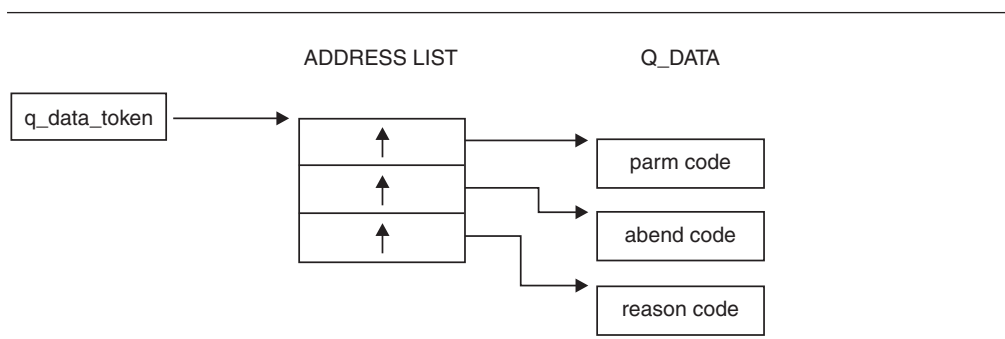 ADDRESS LIST
Q_DATA
q_data_token
parm code
abend code
reason code